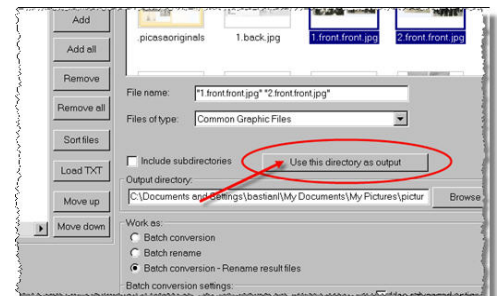 Add
Add all
Remove
Remove all
Sort files
Load TXT
Move up
Move down
.picasaoriginals
1.back.jpg
1.front.front.jpg
2.front.front.jpg
File name:
"1.front.front.jpg" "2.front.front.jpg"
Files of type:
Common Graphic Files
Include subdirectories
Use this directory as output
Output directory:
C:\Documents and Settings\bastianl\My Documents\My Pictures\pictur
Browse
Work as:
Batch conversion
Batch rename
Batch conversion - Rename result files
Batch conversion settings: